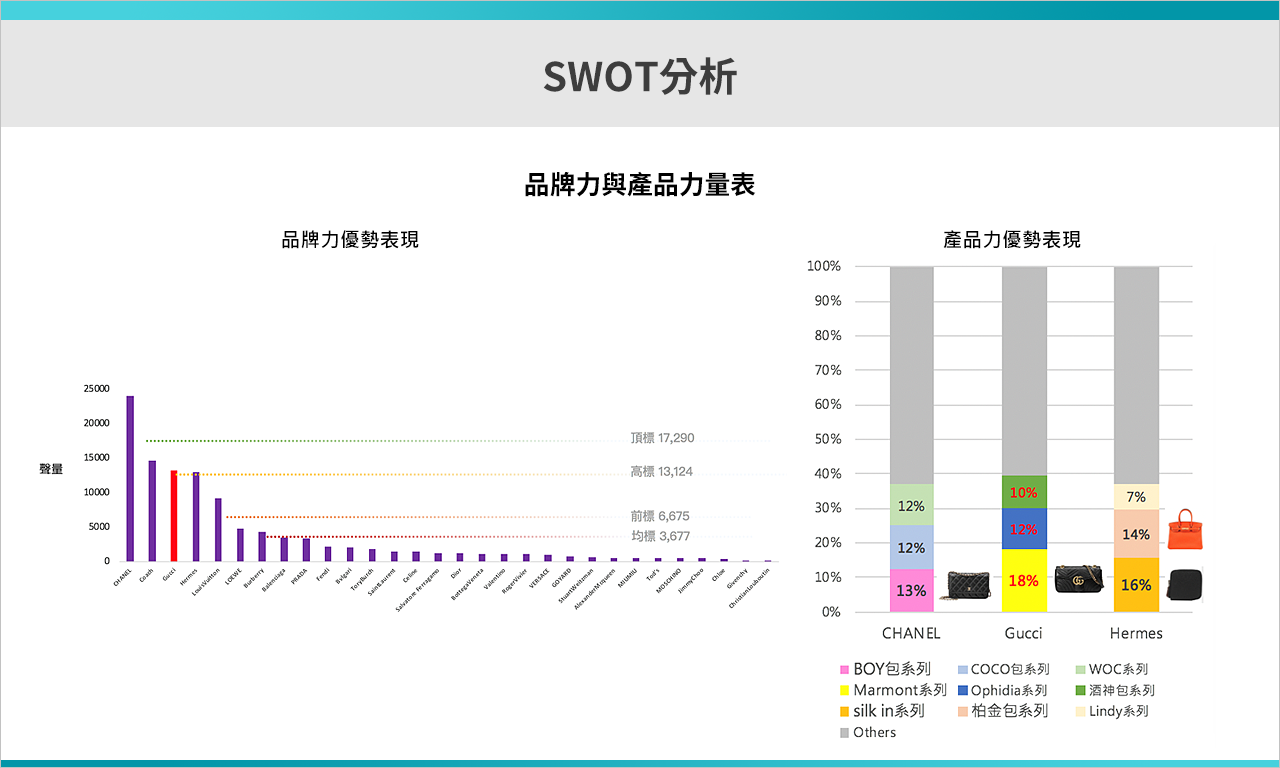 SWOT分析
品牌力與產品力量表
品牌力優勢表現
聲量
25000
20000
15000
10000
5000
0
頂標 17,290
高標 13,124
前標 6,675
均標 3,677
CHANEL
Coach
Gucci
Hermes
LouisVuitton
LOEWE
Burberry
Balenciaga
PRADA
Fendi
Bvlgari
ToryBurch
SaintLaurent
Celine
Salvatore Ferragamo
Dior
BottegaVeneta
Valentino
RogerVivier
VERSACE
GOYARD
StuartWeitzman
AlexanderMcqueen
MIUMIU
Tod's
MOSCHINO
JimmyChoo
Chloe
Givenchy
ChristianLouboutin
產品力優勢表現
100%
90%
80%
70%
60%
50%
40%
30%
20%
10%
0%
12%
12%
13%
10%
12%
18%
7%
14%
16%
CHANEL Gucci Hermes
BOY包系列 COCO包系列 WOC系列
Marmont系列 Ophidia系列 酒神包系列
silk in系列 柏金包系列 Lindy系列
Others